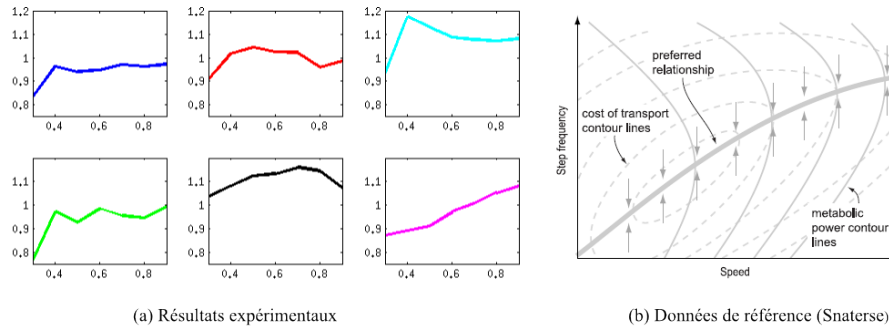 1.2
1.1
1
0.9
0.8
0.4 0.6 0.8
1.2
1.1
1
0.9
0.8
0.4 0.6 0.8
1.2
1.1
1
0.9
0.8
0.4 0.6 0.8
1.1
1
0.9
0.8
0.4 0.6 0.8
1.1
1
0.9
0.8
0.4 0.6 0.8
1.1
1
0.9
0.8
0.4 0.6 0.8
(a) Résultats expérimentaux
Step frequency
preferred
relationship
cost of transport
contour lines
metabolic
power contour
lines
Speed
(b) Données de référence (Snaterse)